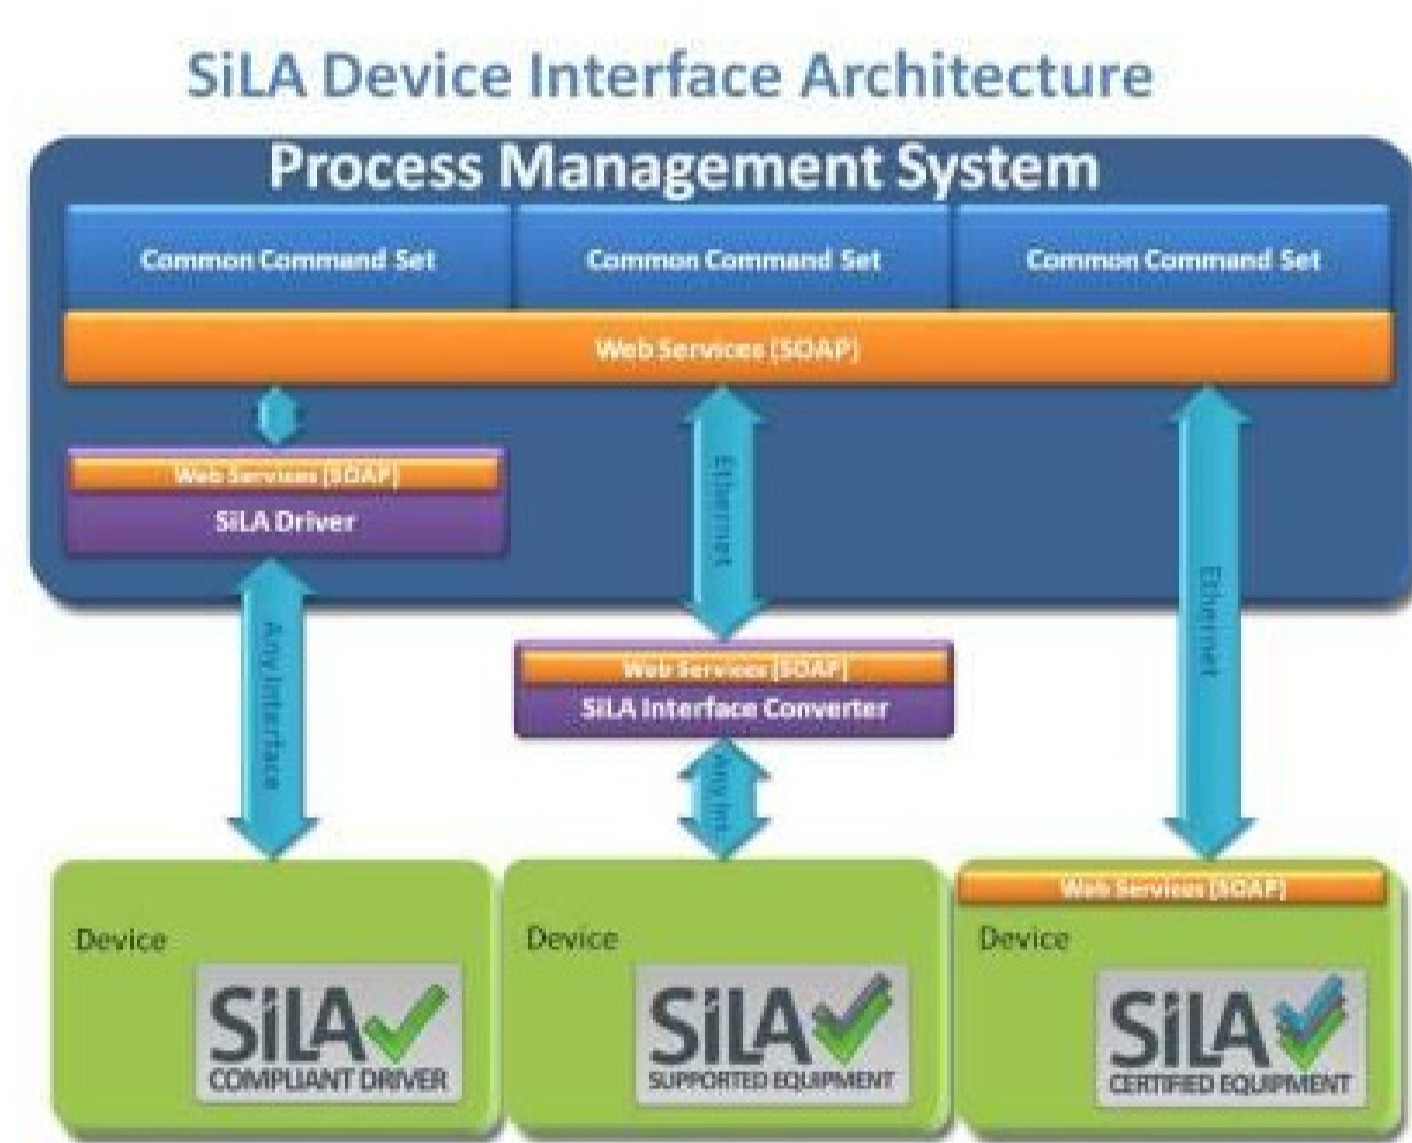 SiLA Device Interface Architecture
Process Management System
Common Command Set
Common Command Set
Common Command Set
Web Services (SOAP)
Web Services (SOAP)
SiLA Driver
Ethernet
Ethernet
Any Interface
Web Services (SOAP)
SiLA Interface Converter
Any Int.
Web Services (SOAP)
Device
Device
Device
SiLA
COMPLIANT DRIVER
SiLA
SUPPORTED EQUIPMENT
SiLA
CERTIFIED EQUIPMENT